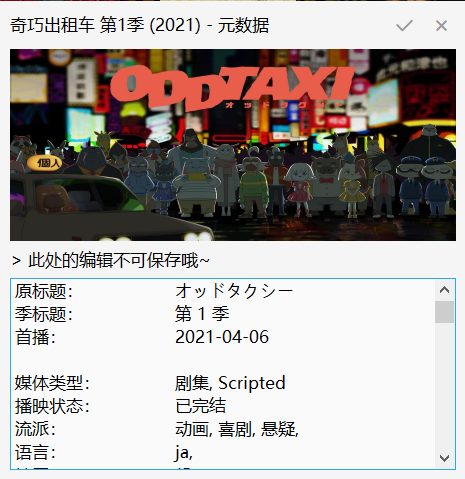 奇巧出租车 第1季 (2021) - 元数据
ODDTAXI
オッドタクシー
個人
> 此处的编辑不可保存哦~
原标题: オッドタクシー
季标题: 第 1 季
首播: 2021-04-06
媒体类型: 剧集, Scripted
播映状态: 已完结
流派: 动画, 喜剧, 悬疑,
语言: ja,